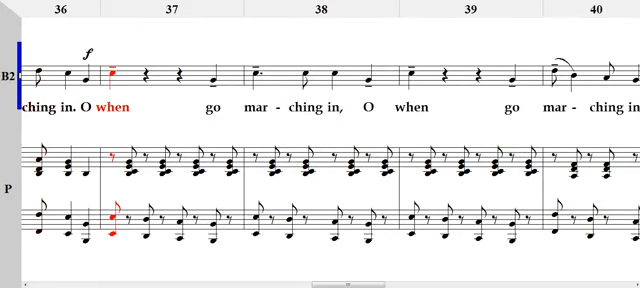 36 37 38 39 40
f
B2
ching in. O when go mar - ching in, O when go mar - ching in
P